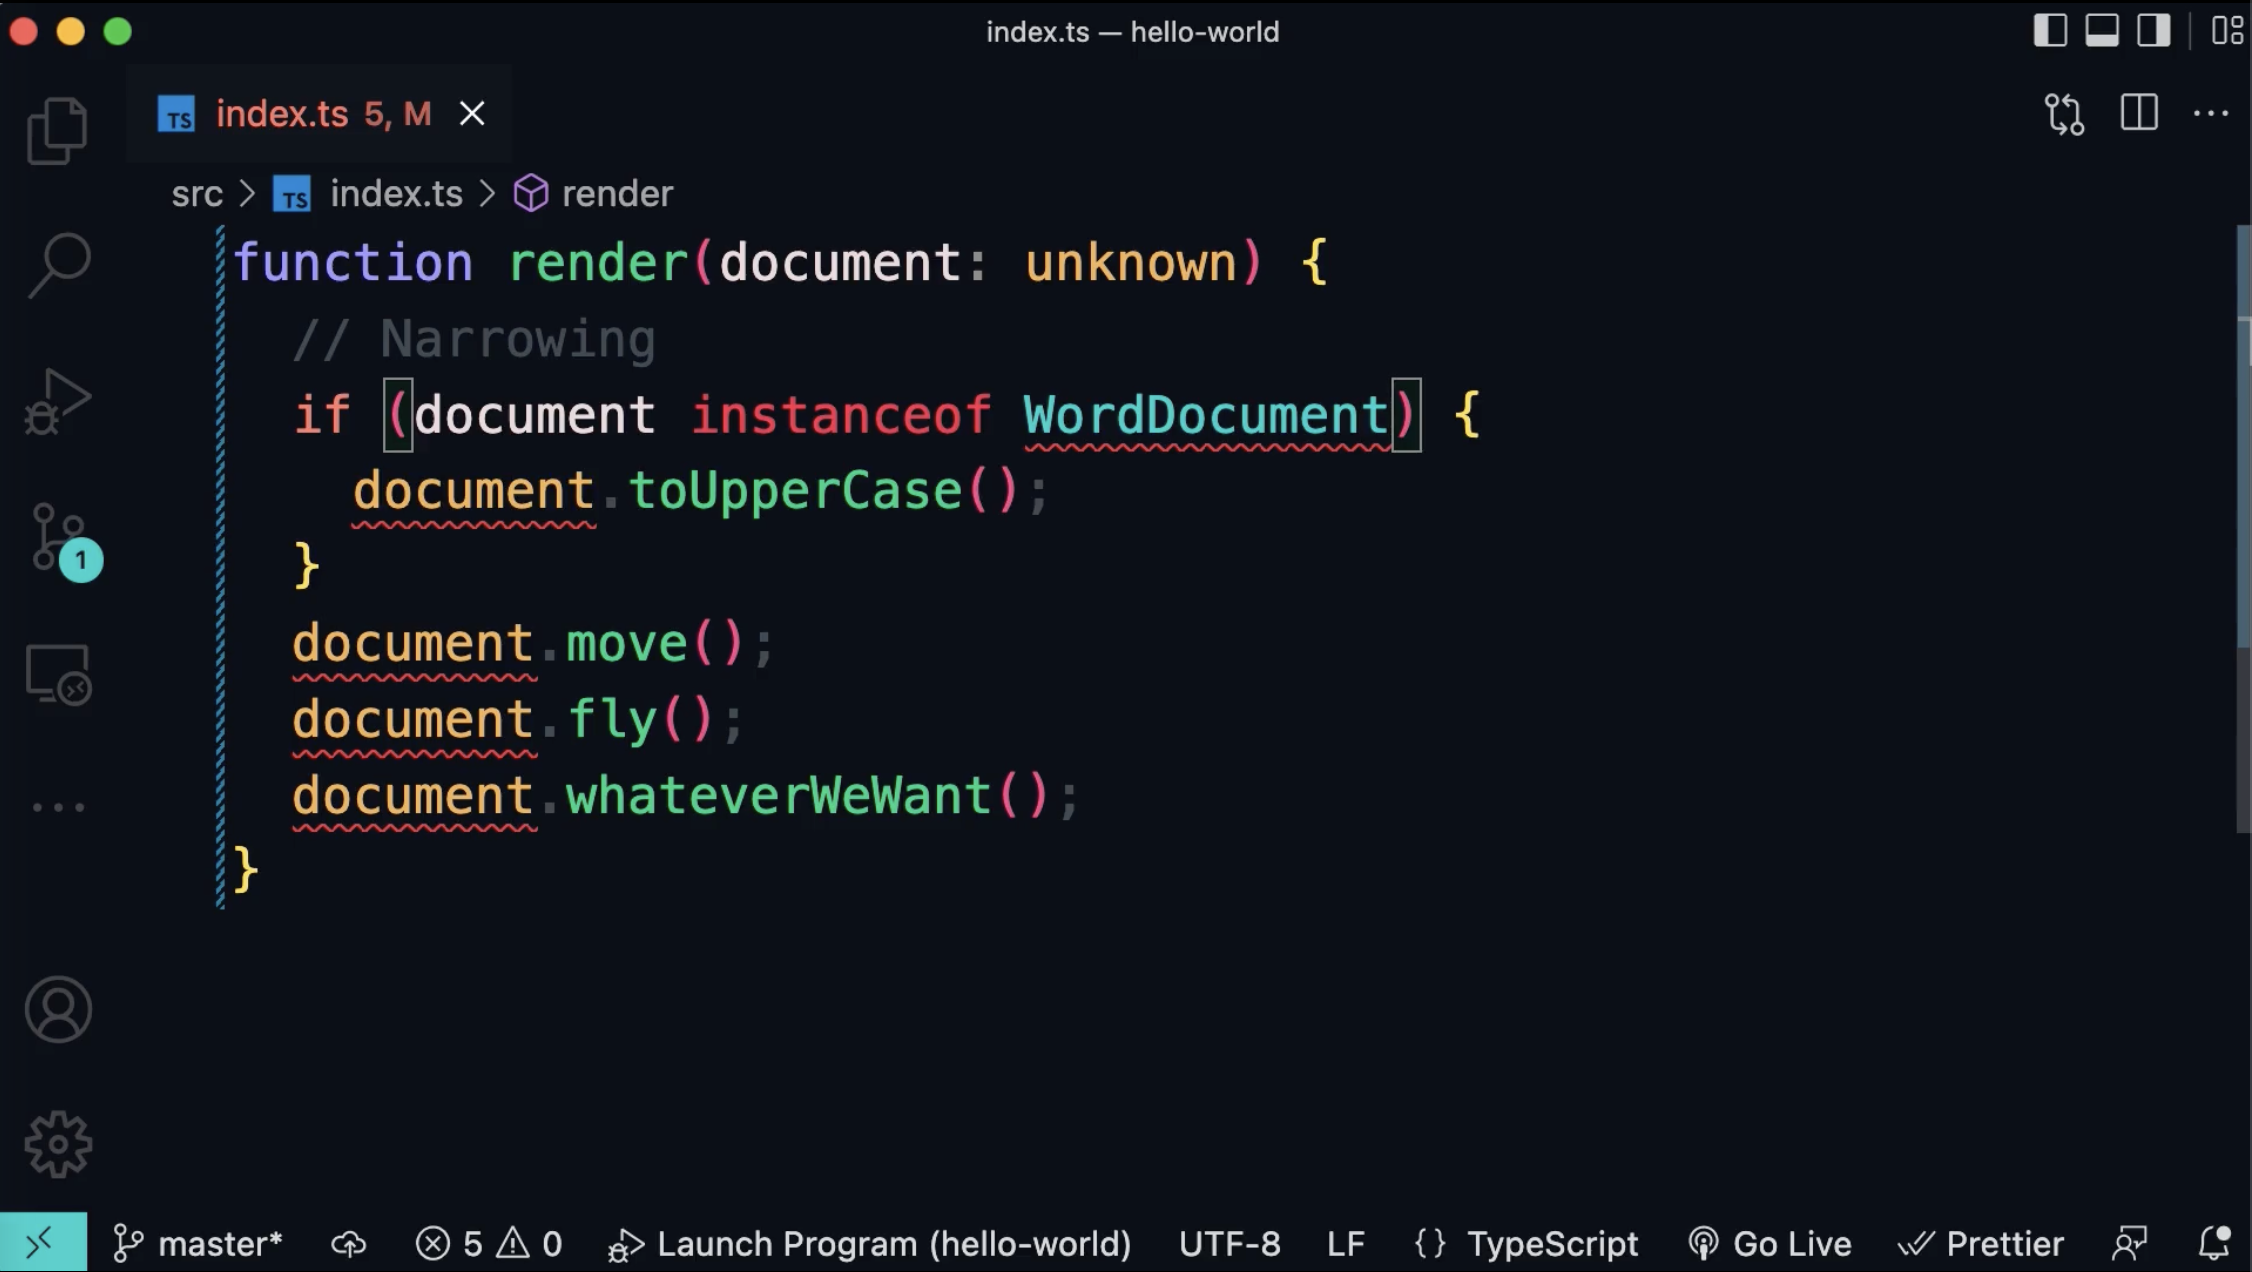 index.ts — hello-world
TS index.ts 5, M
src > TS index.ts > render
function render(document: unknown) {
// Narrowing
if (document instanceof WordDocument) {
document.toUpperCase();
}
document.move();
document.fly();
document.whateverWeWant();
}
1
master* 5 0 Launch Program (hello-world) UTF-8 LF {} TypeScript Go Live Prettier